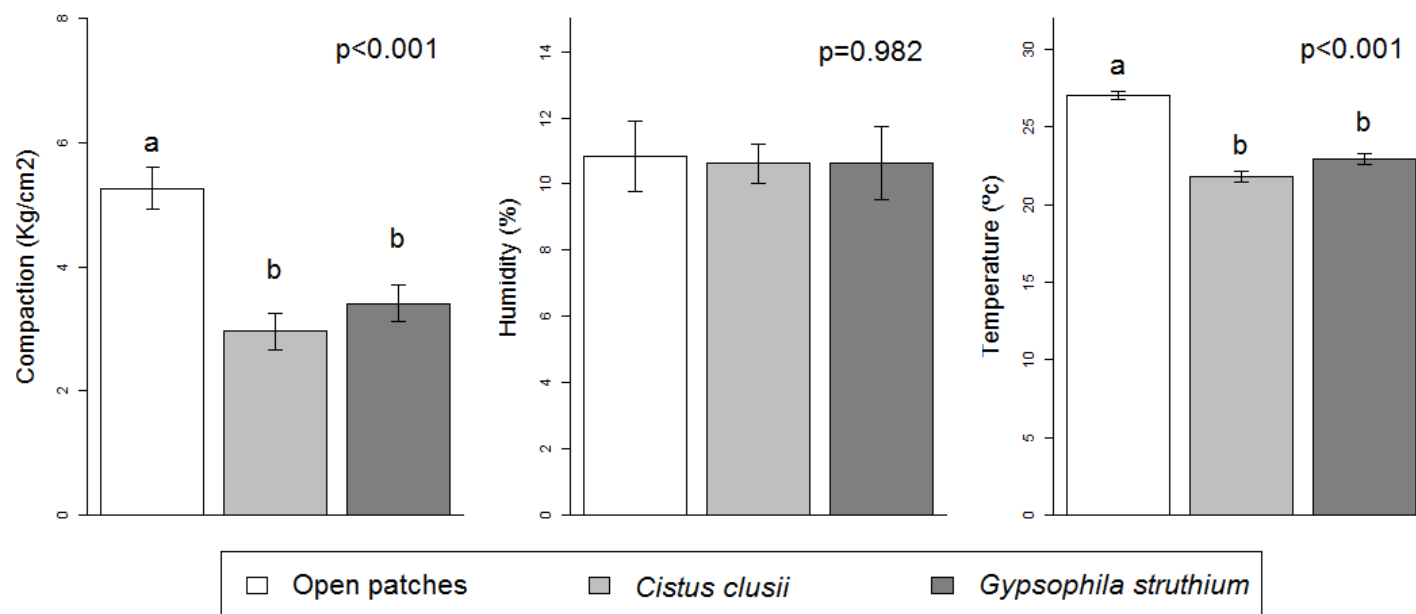 Compaction (Kg/cm2)
8
6
4
2
0
p<0.001
a
b
b
Humidity (%)
14
12
10
8
6
4
2
0
p=0.982
Temperature (ºc)
30
25
20
15
10
5
0
p<0.001
a
b
b
Open patches
Cistus clusii
Gypsophila struthium